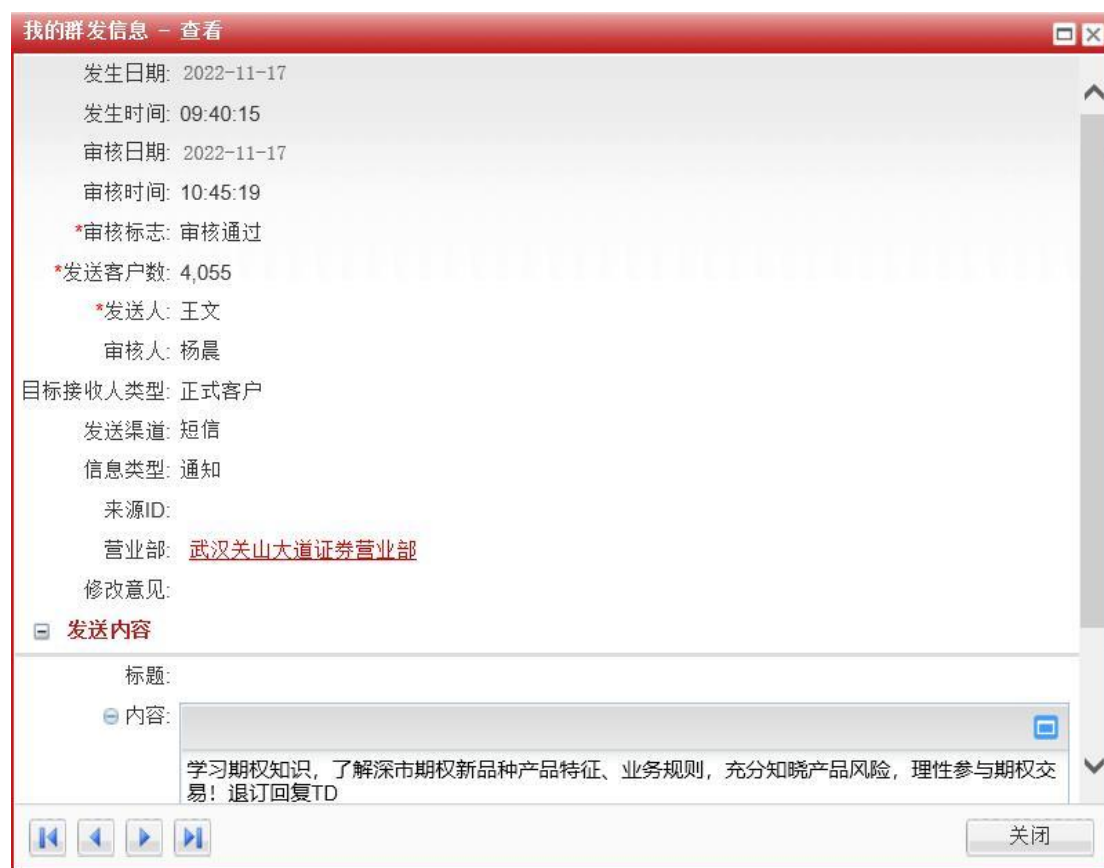 我的群发信息 - 查看
发生日期: 2022-11-17
发生时间: 09:40:15
审核日期: 2022-11-17
审核时间: 10:45:19
*审核标志: 审核通过
*发送客户数: 4,055
*发送人: 王文
审核人: 杨晨
目标接收人类型: 正式客户
发送渠道: 短信
信息类型: 通知
来源ID:
营业部: 武汉关山大道证券营业部
修改意见:
发送内容
标题:
内容:
学习期权知识，了解深市期权新品种产品特征、业务规则，充分知晓产品风险，理性参与期权交
易！退订回复TD
关闭